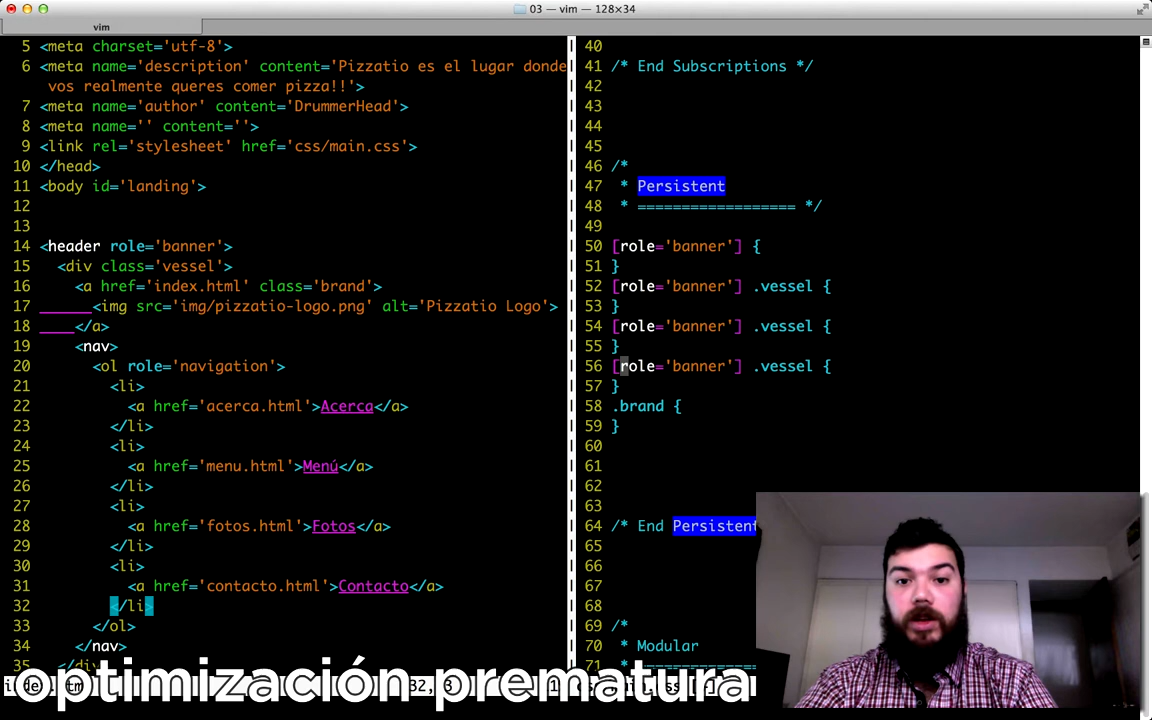 03 — vim — 128×34
vim
5 <meta charset='utf-8'>
6 <meta name='description' content='Pizzatio es el lugar donde
vos realmente queres comer pizza!!'>
7 <meta name='author' content='DrummerHead'>
8 <meta name='' content=''>
9 <link rel='stylesheet' href='css/main.css'>
10 </head>
11 <body id='landing'>
12
13
14 <header role='banner'>
15 <div class='vessel'>
16 <a href='index.html' class='brand'>
17 <img src='img/pizzatio-logo.png' alt='Pizzatio Logo'>
18 </a>
19 <nav>
20 <ol role='navigation'>
21 <li>
22 <a href='acerca.html'>Acerca</a>
23 </li>
24 <li>
25 <a href='menu.html'>Menú</a>
26 </li>
27 <li>
28 <a href='fotos.html'>Fotos</a>
29 </li>
30 <li>
31 <a href='contacto.html'>Contacto</a>
32 </li>
33 </ol>
34 </nav>
35
40
41 /* End Subscriptions */
42
43
44
45
46 /*
47 * Persistent
48 * ================== */
49
50 [role='banner'] {
51 }
52 [role='banner'] .vessel {
53 }
54 [role='banner'] .vessel {
55 }
56 [role='banner'] .vessel {
57 }
58 .brand {
59 }
60
61
62
63
64 /* End Persistent
65
66
67
68
69 /*
70 * Modular
71
optimización prematura